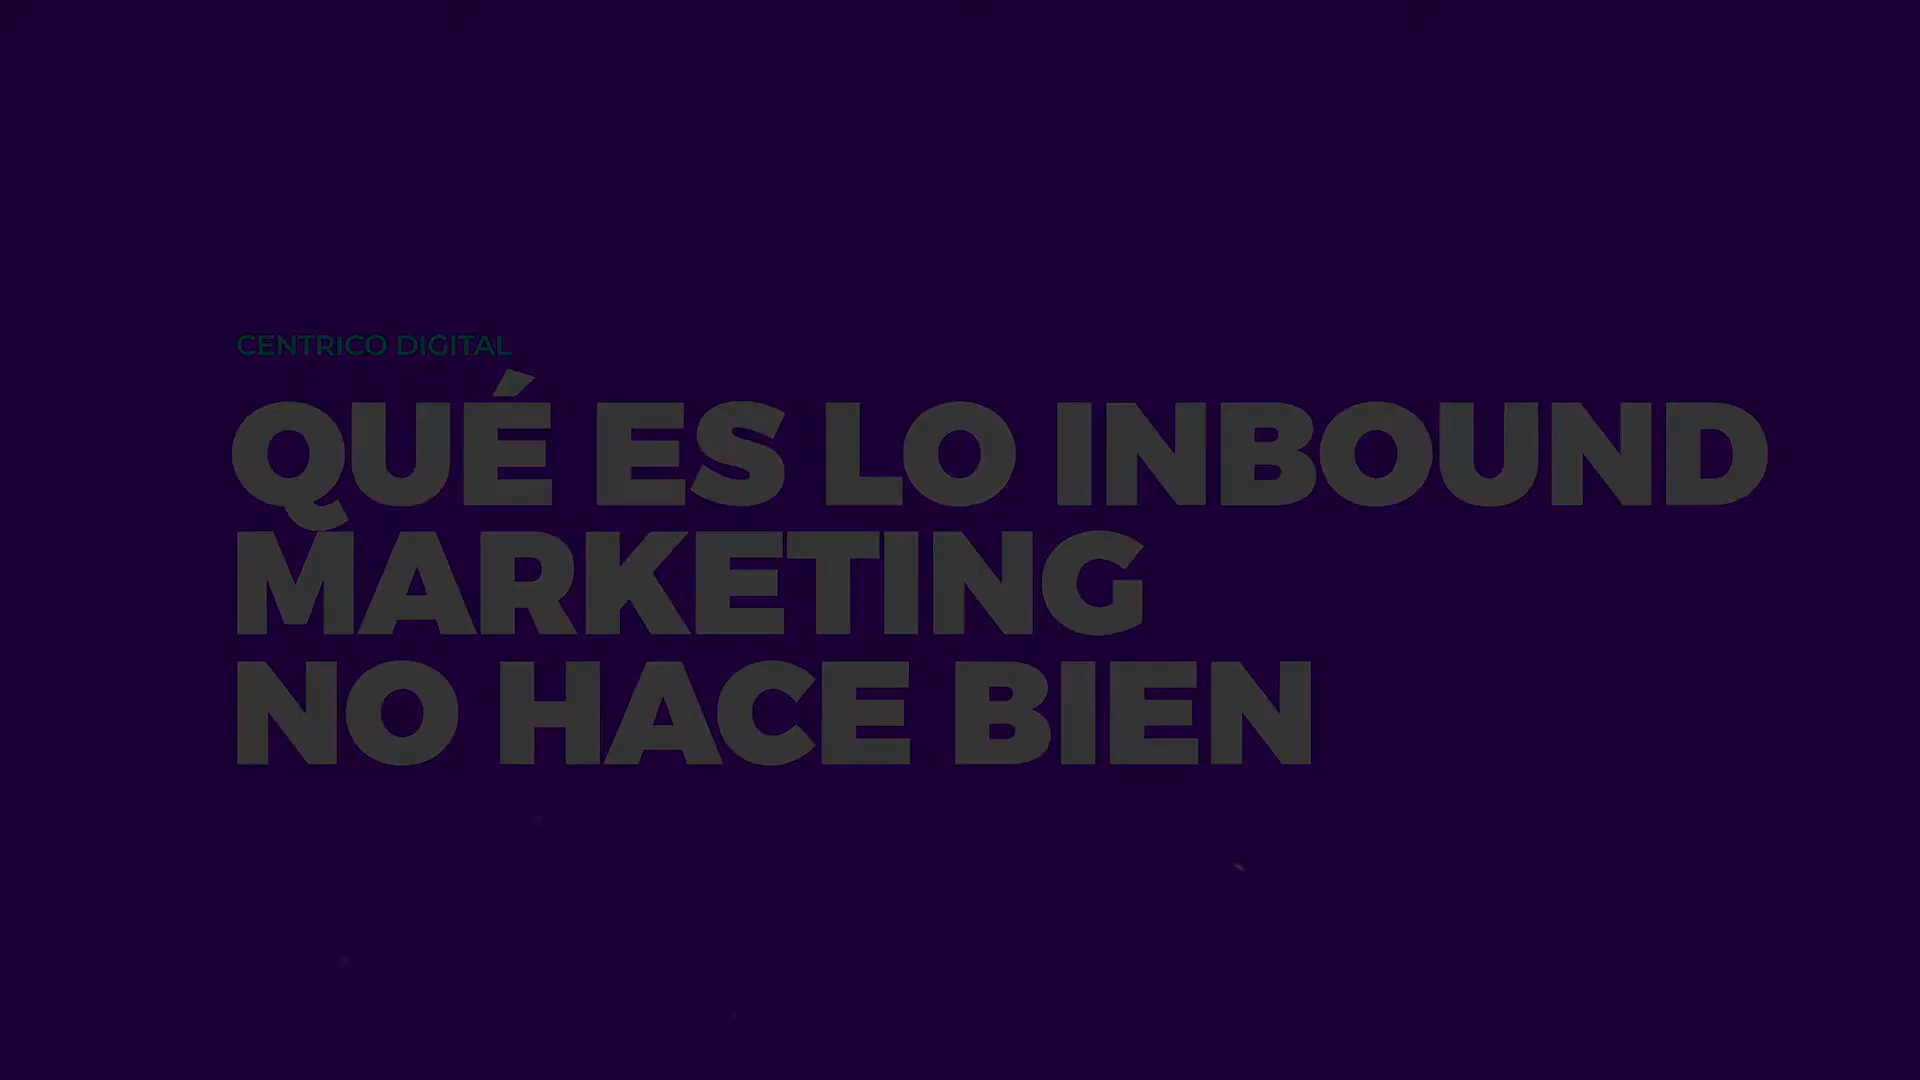 CENTRICO DIGITAL
QUÉ ES LO INBOUND
MARKETING
NO HACE BIEN